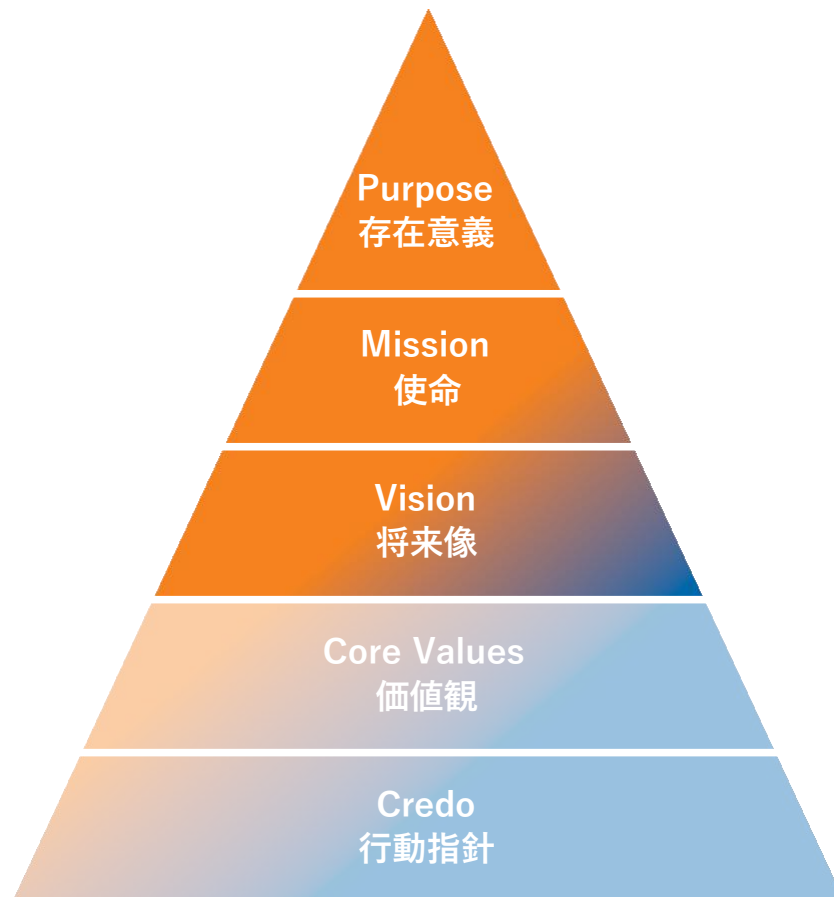 Purpose
存在意義
Mission
使命
Vision
将来像
Core Values
価値観
Credo
行動指針